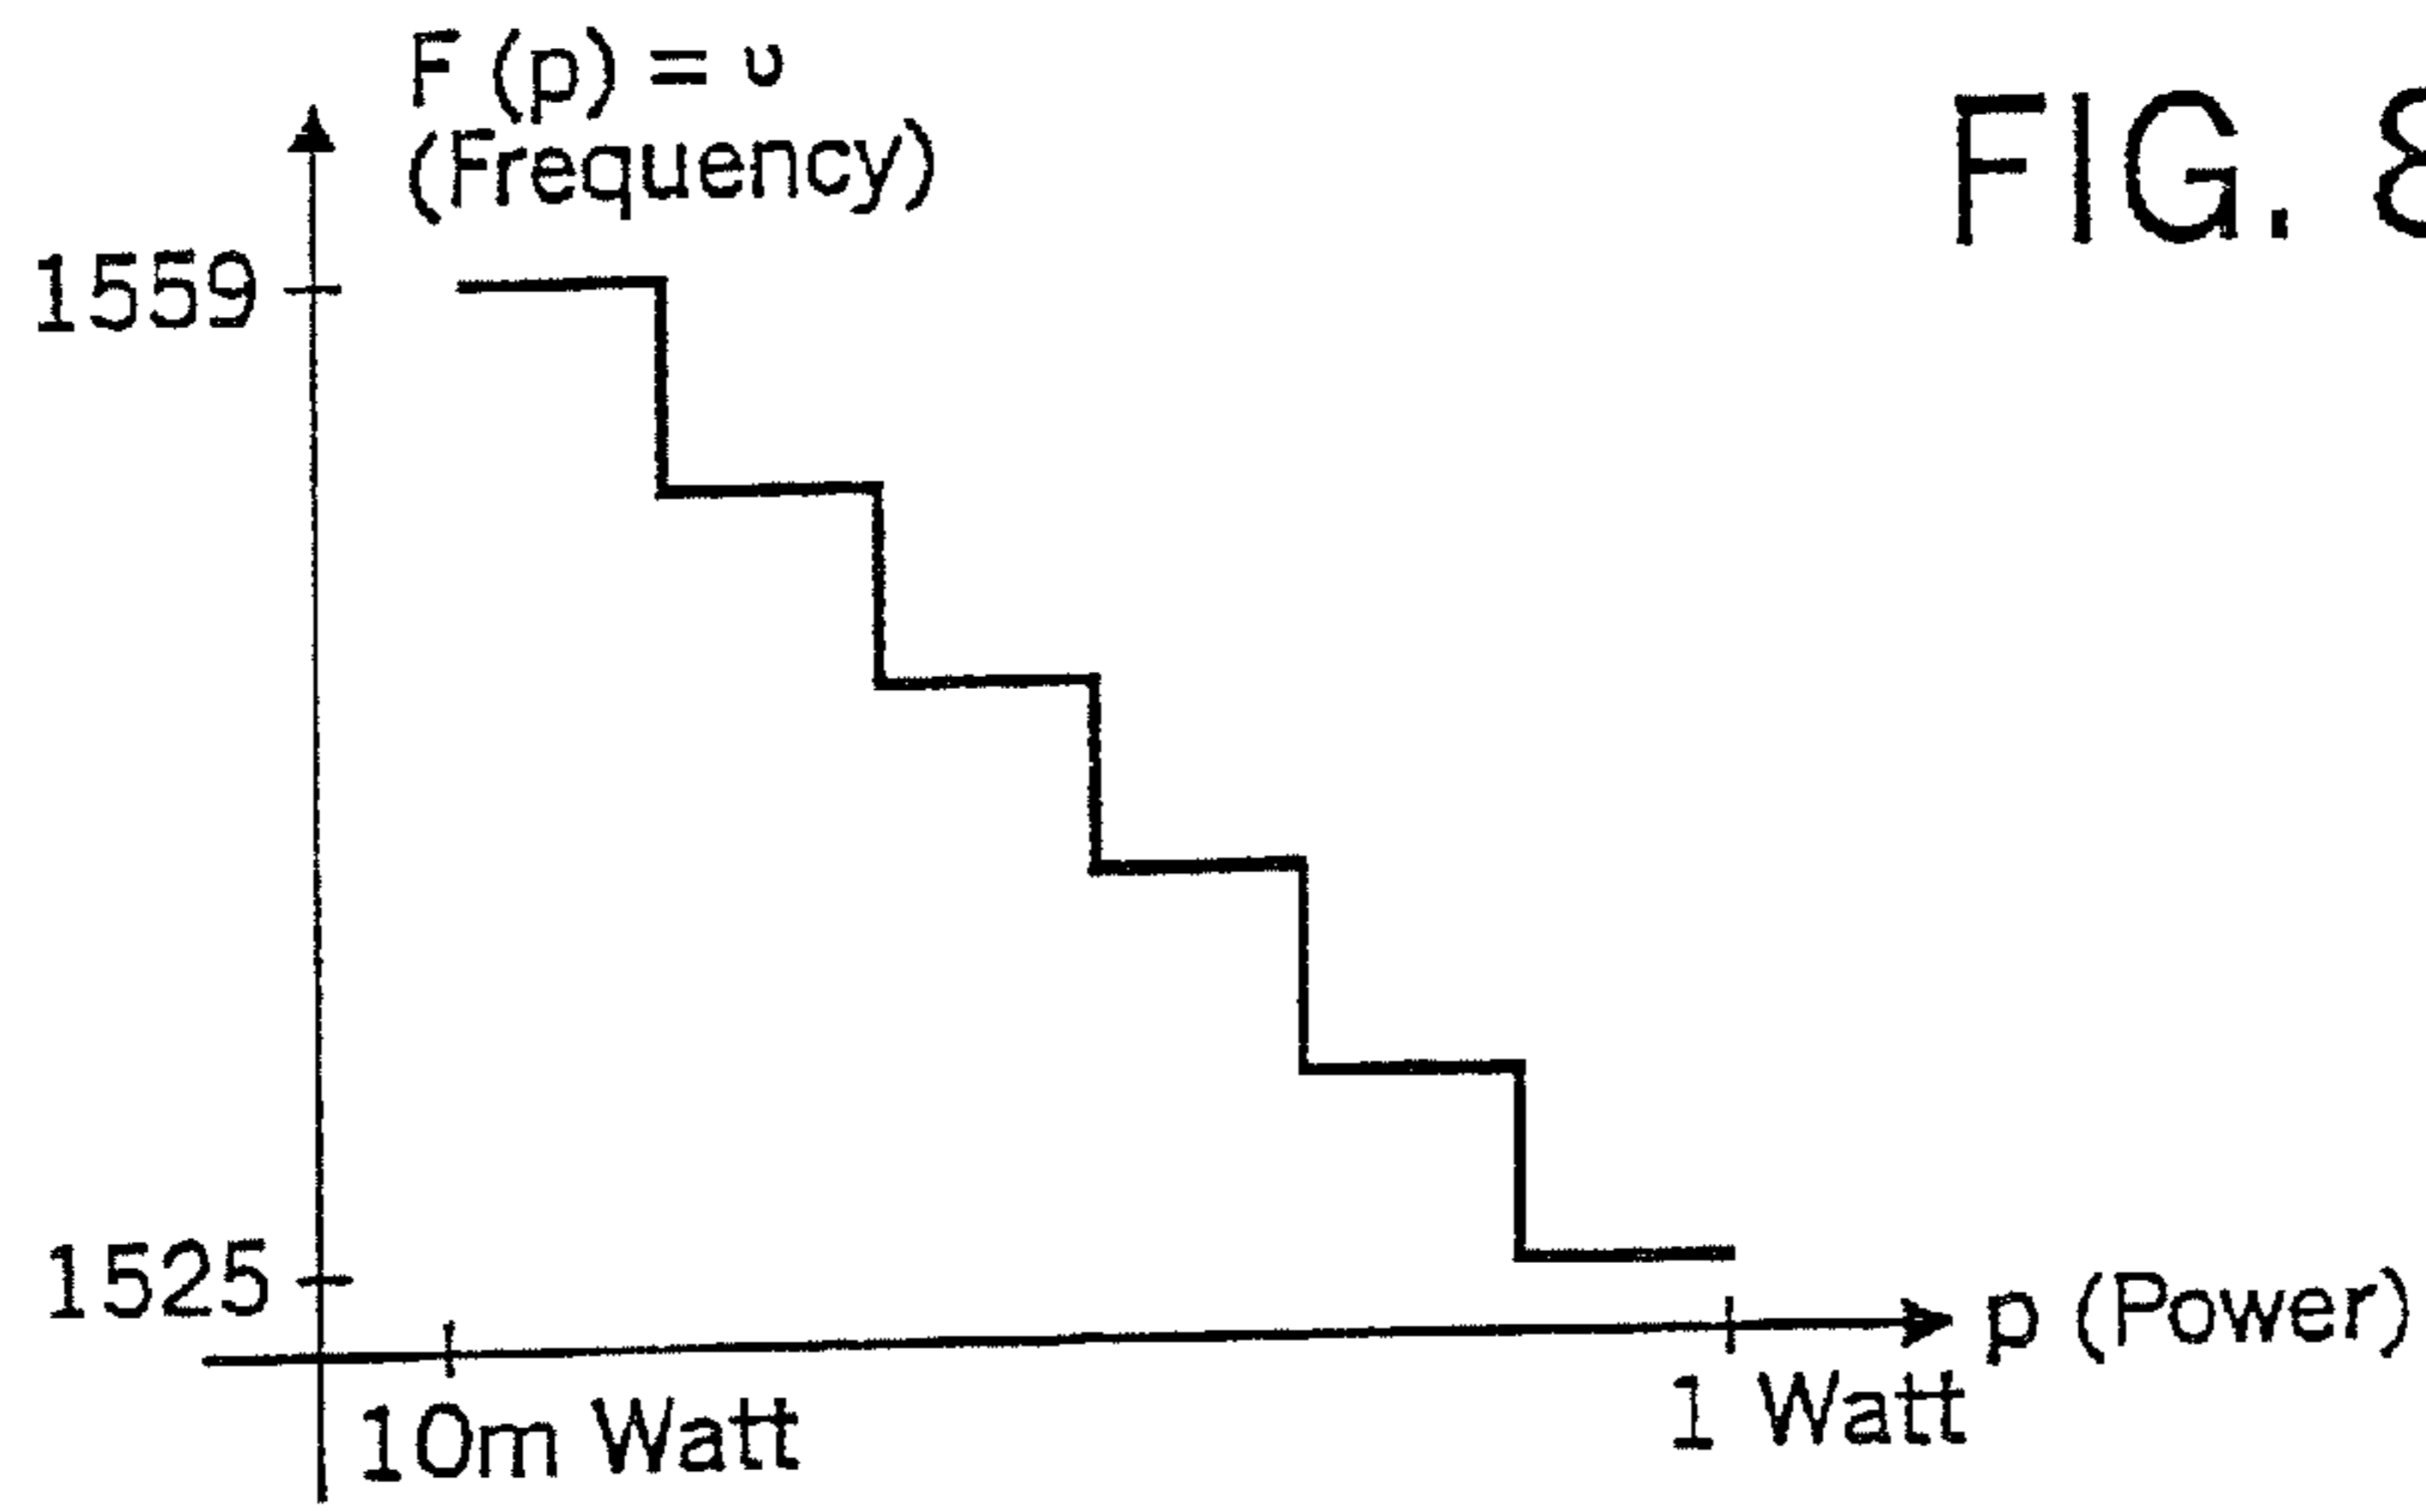 F (p) = υ
(Frequency)
FIG. 8
1559
1525
p (Power)
10m Watt
1 Watt